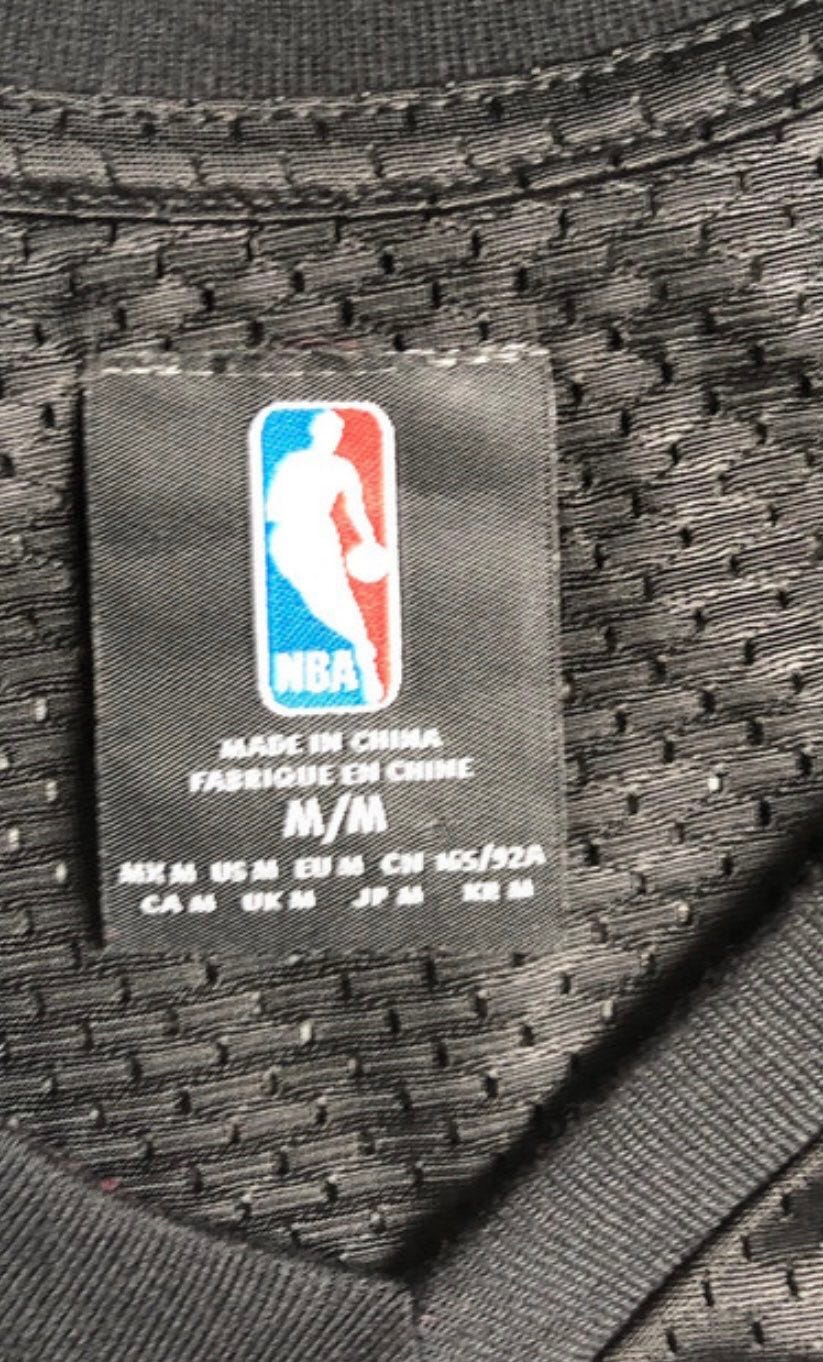 NBA
MADE IN CHINA
FABRIQUE EN CHINE
M/M
MX M US M EU M CN 165/92A
CA M UK M JP M KR M